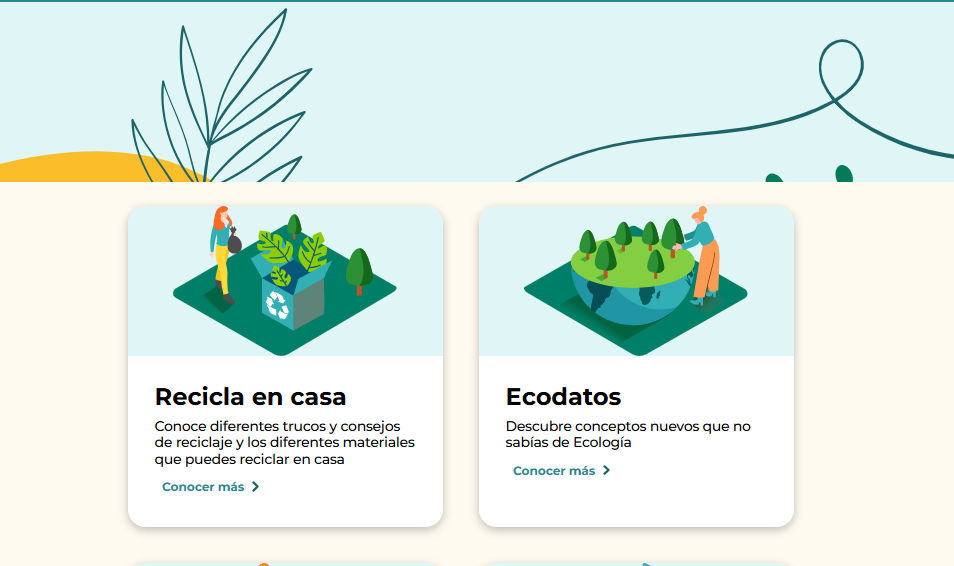 Recicla en casa
Conoce diferentes trucos y consejos
de reciclaje y los diferentes materiales
que puedes reciclar en casa
Conocer más
Ecodatos
Descubre conceptos nuevos que no
sabías de Ecología
Conocer más